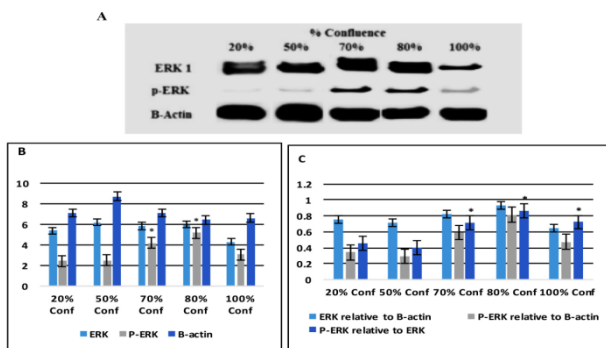 A
% Confluence
20% 50% 70% 80% 100%
ERK 1
p-ERK
B-Actin
B
10
8
6
4
2
0
* *
20% Conf 50% Conf 70% Conf 80% Conf 100% Conf
ERK P-ERK B-actin
C
1.2
1
0.8
0.6
0.4
0.2
0
* * *
20% Conf 50% Conf 70% Conf 80% Conf 100% Conf
ERK relative to B-actin P-ERK relative to B-actin
P-ERK relative to ERK